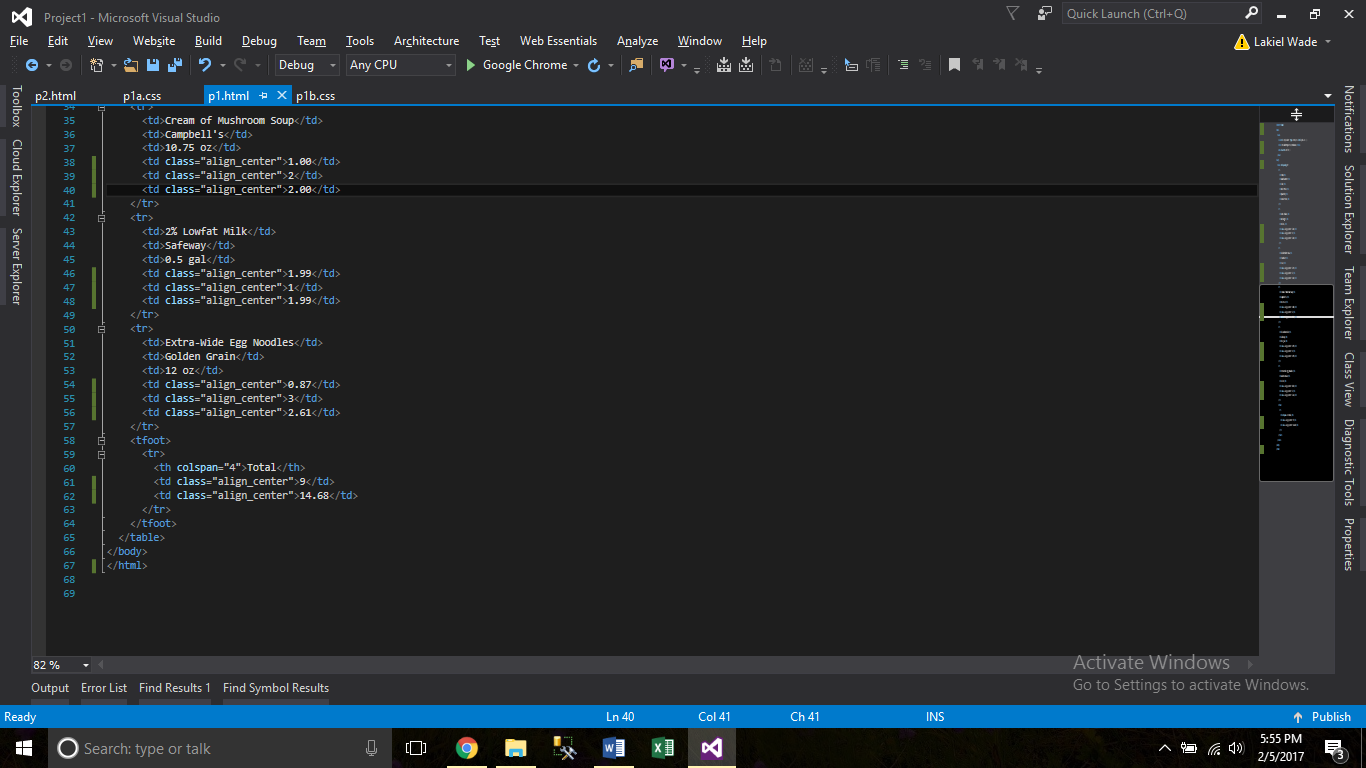 Project1 - Microsoft Visual Studio
Quick Launch (Ctrl+Q)
File Edit View Website Build Debug Team Tools Architecture Test Web Essentials Analyze Window Help
Lakiel Wade
Debug Any CPU Google Chrome
p2.html p1a.css p1.html p1b.css
Toolbox
Cloud Explorer
Server Explorer
34 <tr>
35 <td>Cream of Mushroom Soup</td>
36 <td>Campbell's</td>
37 <td>10.75 oz</td>
38 <td class="align_center">1.00</td>
39 <td class="align_center">2</td>
40 <td class="align_center">2.00</td>
41 </tr>
42 <tr>
43 <td>2% Lowfat Milk</td>
44 <td>Safeway</td>
45 <td>0.5 gal</td>
46 <td class="align_center">1.99</td>
47 <td class="align_center">1</td>
48 <td class="align_center">1.99</td>
49 </tr>
50 <tr>
51 <td>Extra-Wide Egg Noodles</td>
52 <td>Golden Grain</td>
53 <td>12 oz</td>
54 <td class="align_center">0.87</td>
55 <td class="align_center">3</td>
56 <td class="align_center">2.61</td>
57 </tr>
58 <tfoot>
59 <tr>
60 <th colspan="4">Total</th>
61 <td class="align_center">9</td>
62 <td class="align_center">14.68</td>
63 </tr>
64 </tfoot>
65 </table>
66 </body>
67 </html>
68
69
Notifications
Solution Explorer
Team Explorer
Class View
Diagnostic Tools
Properties
82 %
Activate Windows
Go to Settings to activate Windows.
Output Error List Find Results 1 Find Symbol Results
Ready Ln 40 Col 41 Ch 41 INS Publish
Search: type or talk
5:55 PM
2/5/2017
3